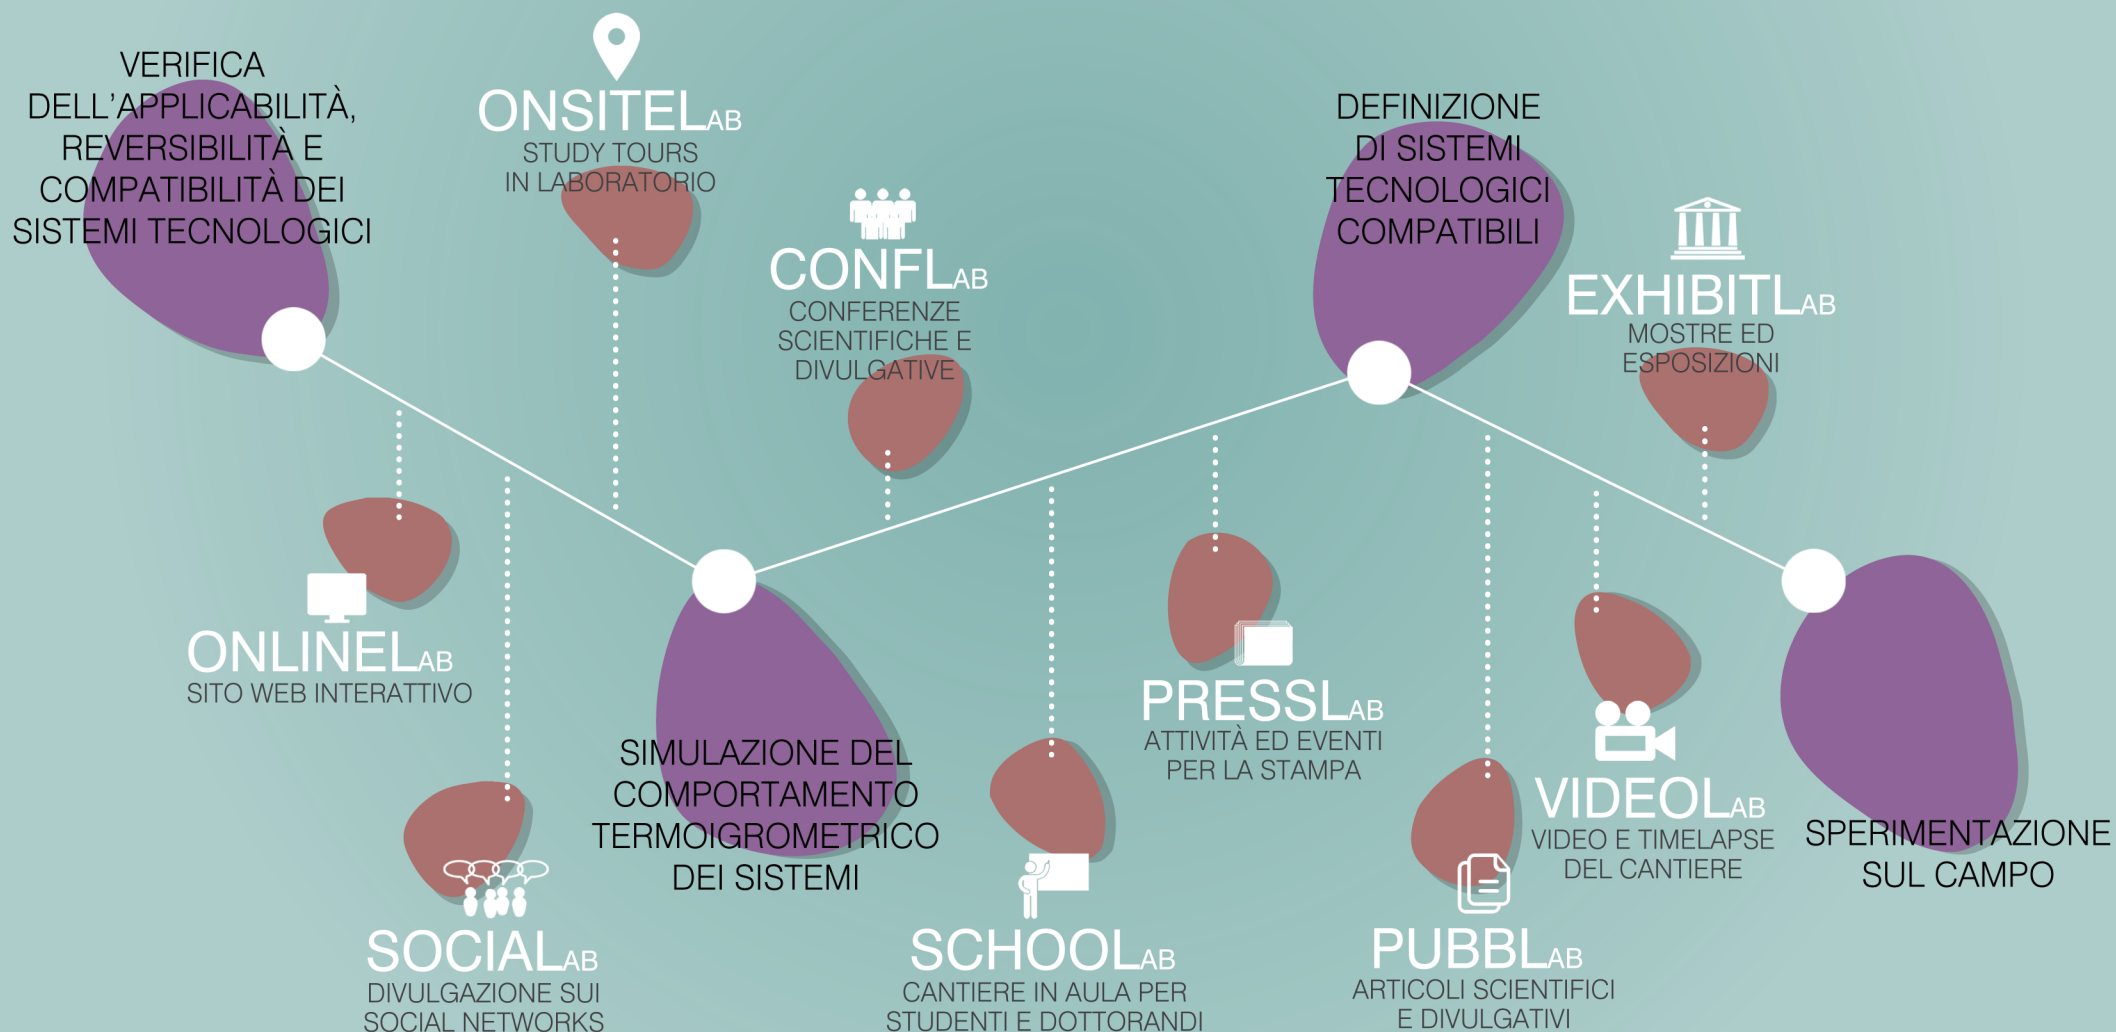 VERIFICA
DELL'APPLICABILITÀ,
REVERSIBILITÀ E
COMPATIBILITÀ DEI
SISTEMI TECNOLOGICI
ONSITELAB
STUDY TOURS
IN LABORATORIO
CONFLAB
CONFERENZE
SCIENTIFICHE E
DIVULGATIVE
DEFINIZIONE
DI SISTEMI
TECNOLOGICI
COMPATIBILI
EXHIBITLAB
MOSTRE ED
ESPOSIZIONI
ONLINELAB
SITO WEB INTERATTIVO
SOCIALAB
DIVULGAZIONE SUI
SOCIAL NETWORKS
SIMULAZIONE DEL
COMPORTAMENTO
TERMOIGROMETRICO
DEI SISTEMI
SCHOOLAB
CANTIERE IN AULA PER
STUDENTI E DOTTORANDI
PRESSLAB
ATTIVITÀ ED EVENTI
PER LA STAMPA
PUBBLAB
ARTICOLI SCIENTIFICI
E DIVULGATIVI
VIDEOLAB
VIDEO E TIMELAPSE
DEL CANTIERE
SPERIMENTAZIONE
SUL CAMPO